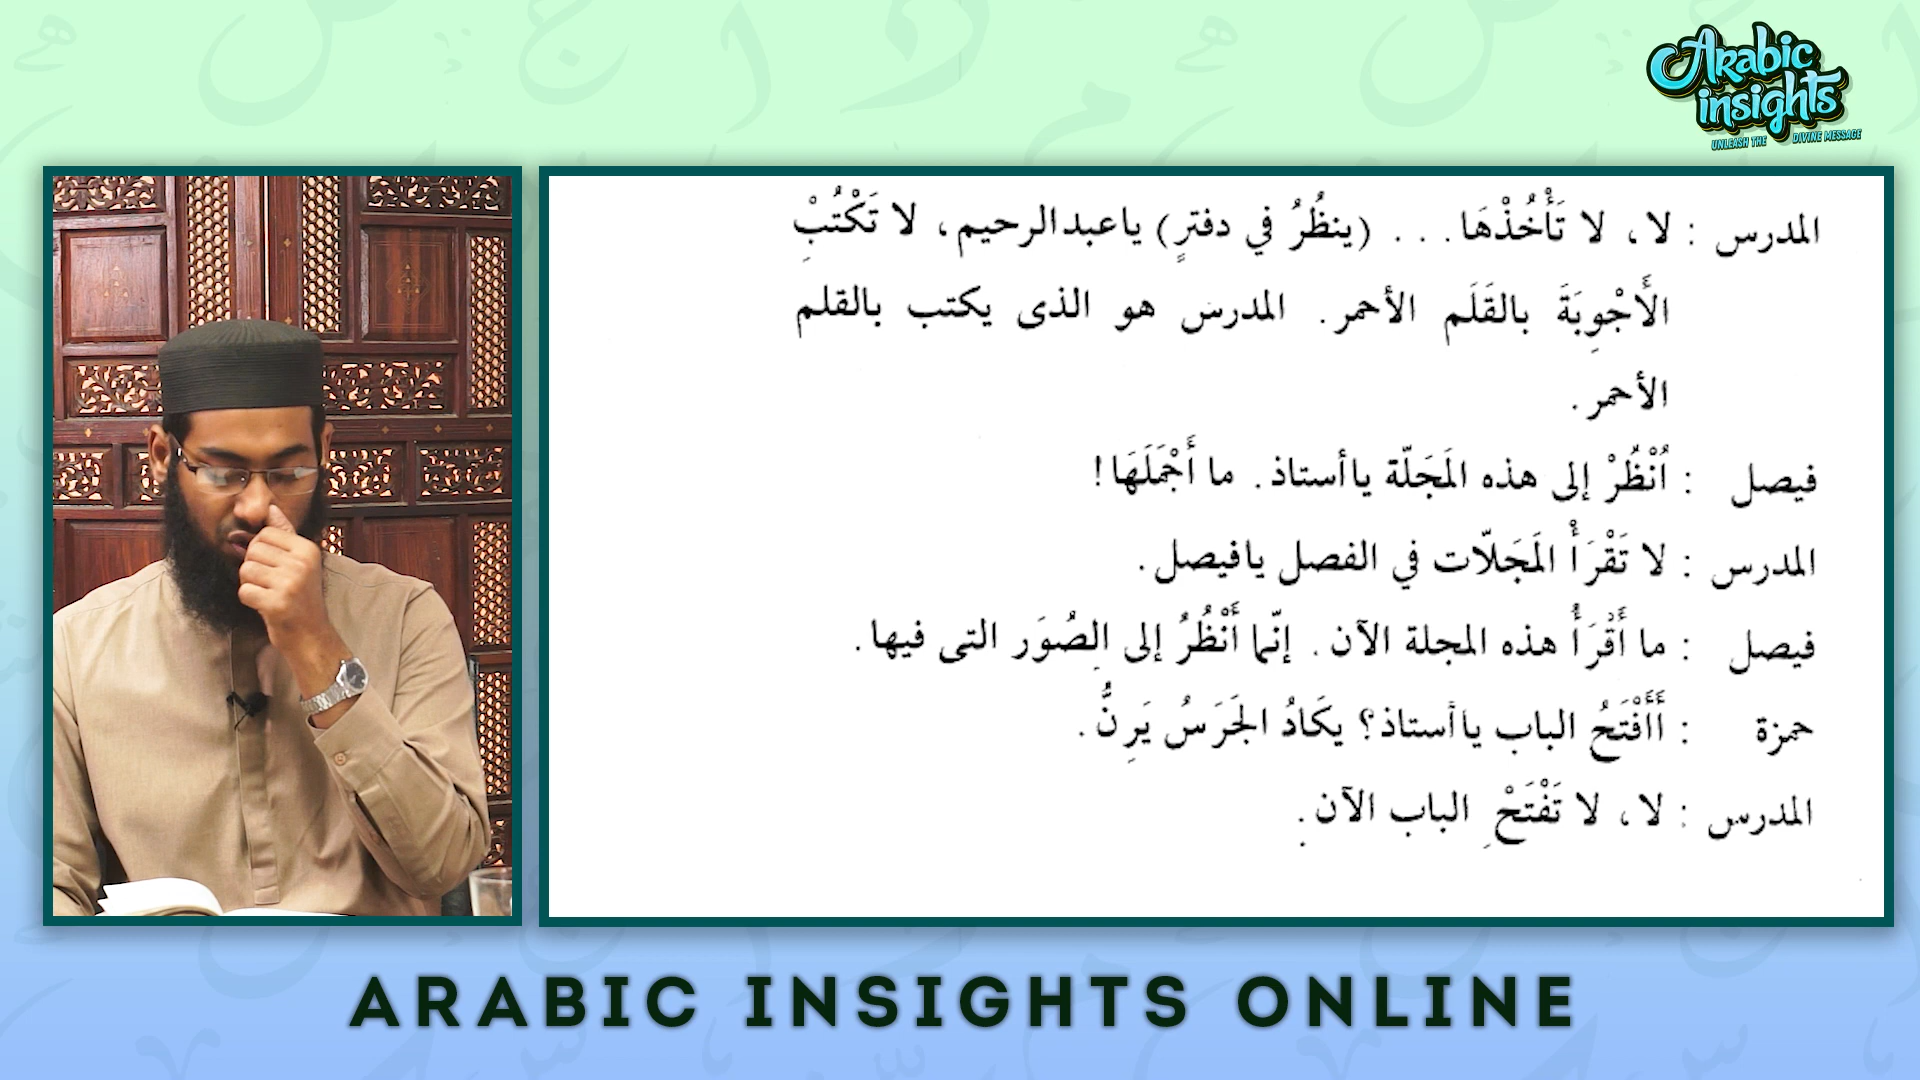 Arabic
insights
UNLEASH THE DIVINE MESSAGE
المدرس : لا، لا تَأْخُذْهَا. . . (ينظُرُ في دفترٍ) ياعبدالرحيم، لا تَكْتُبْ
الأَجْوِبَةَ بالقَلَم الأحمر. المدرس هو الذى يكتب بالقلم
الأحمر.
فيصل : اُنْظُرْ إلى هذه المَجَلّة ياأستاذ. ما أَجْمَلَهَا!
المدرس : لا تَقْرَأْ المَجَلّات في الفصل يافيصل.
فيصل : ما أَقْرَأُ هذه المجلة الآن. إنّما أَنْظُرُ إلى الصُوَر التى فيها.
حمزة : أَأَفْتَحُ الباب ياأستاذ؟ يكَادُ الجَرَسُ يَرِنُّ.
المدرس : لا، لا تَفْتَحْ الباب الآن.
ARABIC INSIGHTS ONLINE